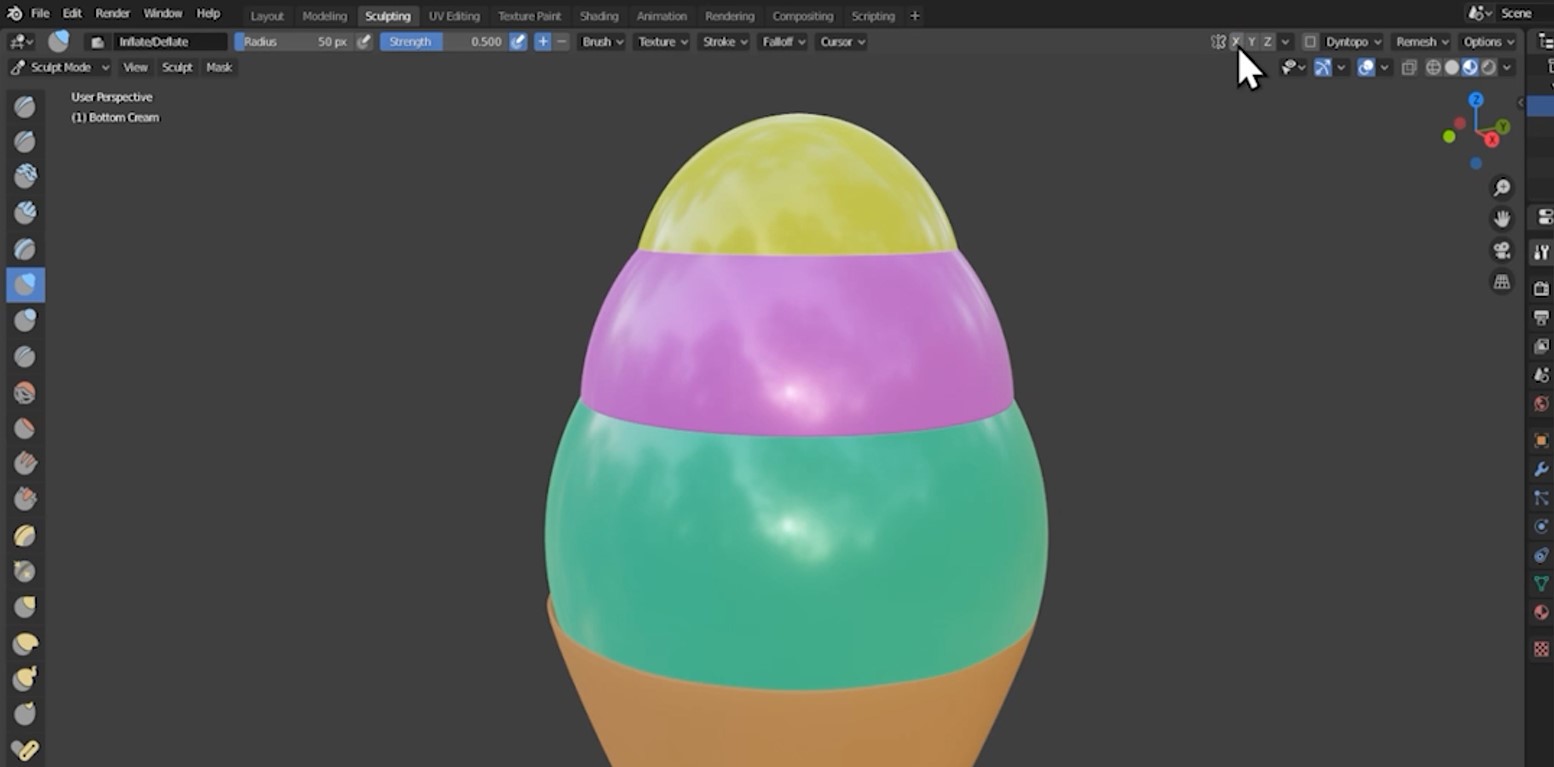 File Edit Render Window Help Layout Modeling Sculpting UV Editing Texture Paint Shading Animation Rendering Compositing Scripting + Scene
Inflate/Deflate Radius 50 px Strength 0.500 + − Brush Texture Stroke Falloff Cursor X Y Z Dyntopo Remesh Options
Sculpt Mode View Sculpt Mask
User Perspective
(1) Bottom Cream
Z
Y
X